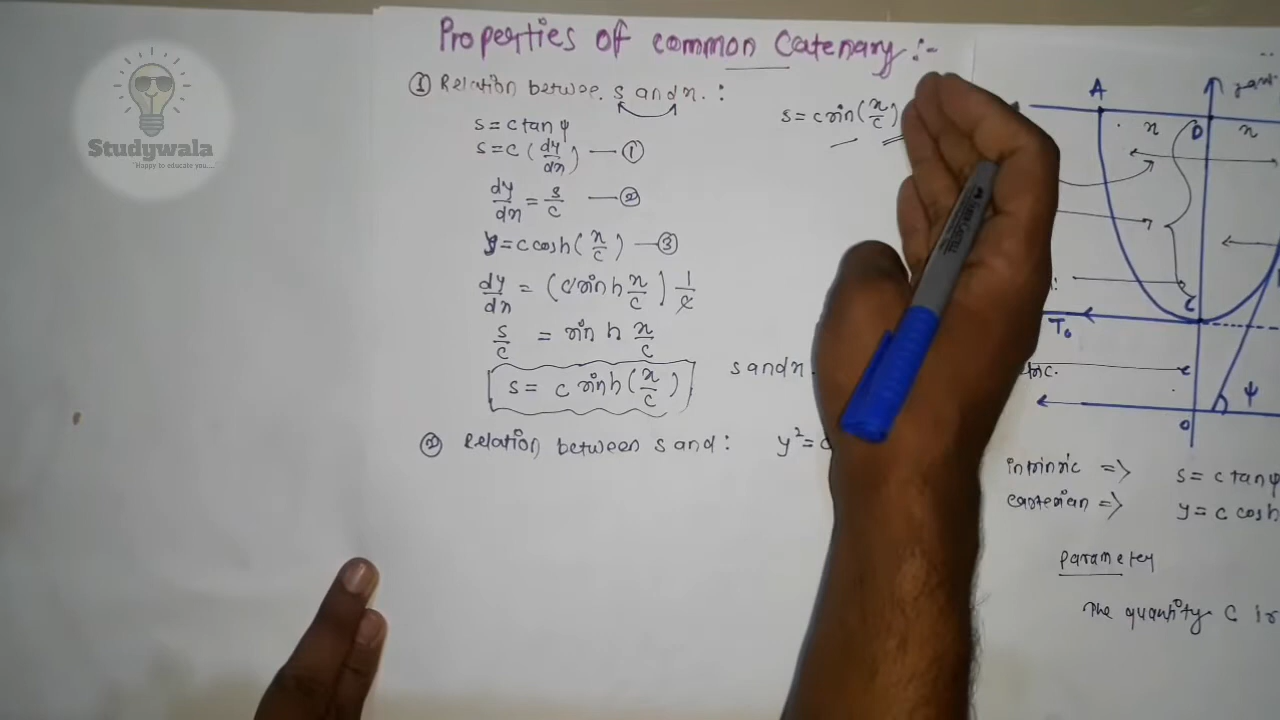 Properties of common Catenary :-
① Relation betwee. s and x. :
s = c tan ψ
s = c (dy/dx) — ①
dy/dx = s/c — ②
y = c cosh (x/c) — ③
dy/dx = (c sinh x/c) 1/c
s/c = sinh x/c
s = c sinh (x/c)
② Relation between s and :
s = c sin (x/c)
s and x.
y² = c
A
D
x
x
C
T₀
c
ψ
O
intrinsic => s = c tan ψ
cartesian => y = c cosh
Parameter
The quantity C is
Studywala
"Happy to educate you..."